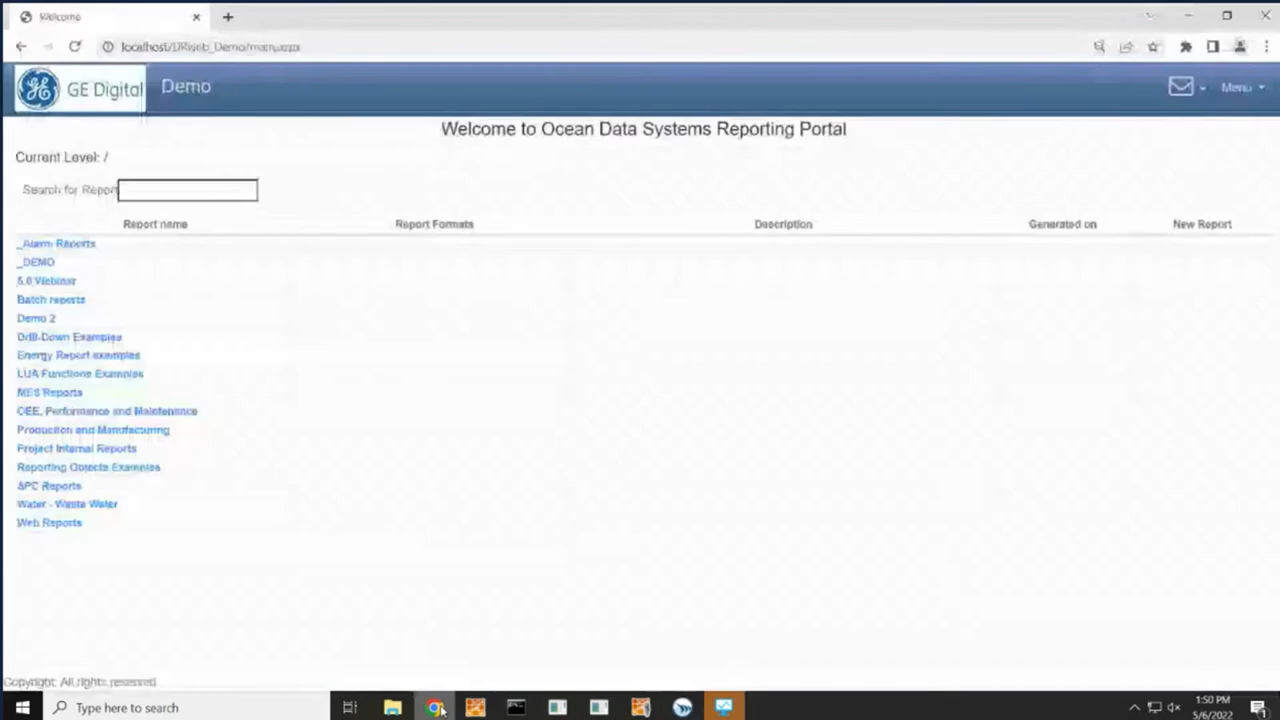 Welcome
localhost/DRweb_Demo/main.aspx
GE Digital
Demo
Menu
Welcome to Ocean Data Systems Reporting Portal
Current Level: /
Search for Report
Report name Report Formats Description Generated on New Report
_Alarm Reports
_DEMO
5.0 Webinar
Batch reports
Demo 2
Drill-Down Examples
Energy Report examples
LUA Functions Examples
MES Reports
OEE, Performance and Maintenance
Production and Manufacturing
Project Internal Reports
Reporting Objects Examples
SPC Reports
Water - Waste Water
Web Reports
Copyright. All rights reserved
Type here to search
1:50 PM
5/6/2022